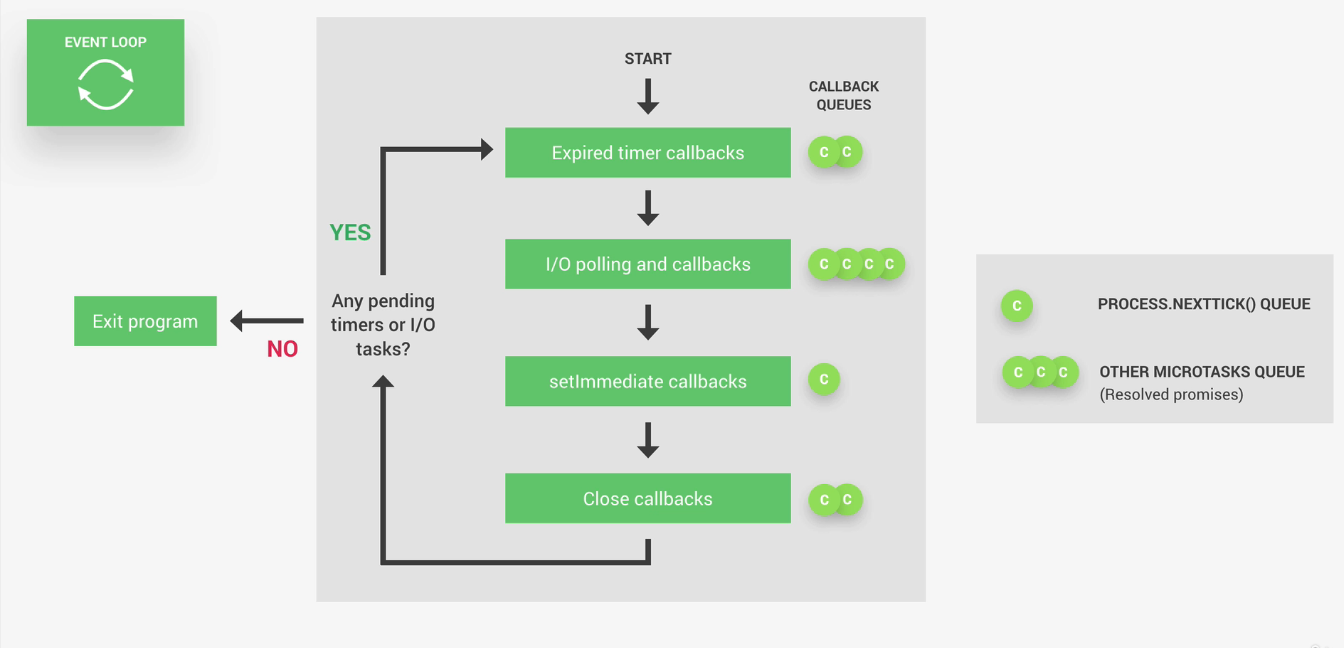 EVENT LOOP
START
CALLBACK
QUEUES
Expired timer callbacks
C C
YES
I/O polling and callbacks
C C C C
Any pending
timers or I/O
tasks?
Exit program
NO
setImmediate callbacks
C
Close callbacks
C C
C
PROCESS.NEXTTICK() QUEUE
C C C
OTHER MICROTASKS QUEUE
(Resolved promises)